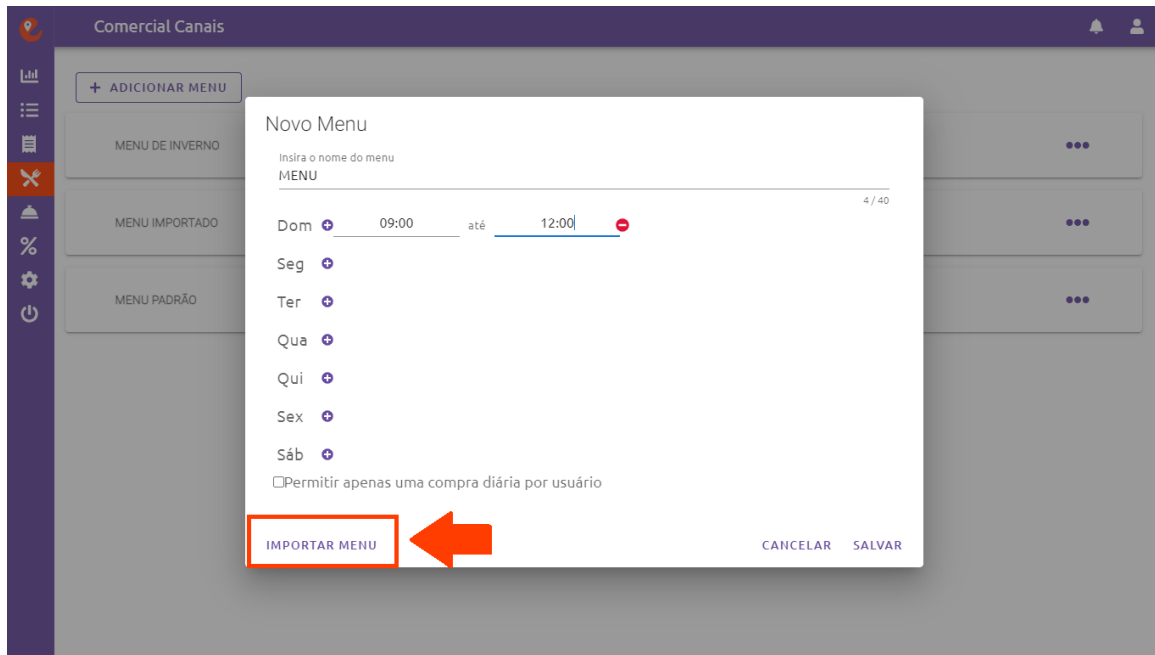 Comercial Canais
+ ADICIONAR MENU
MENU DE INVERNO
MENU IMPORTADO
MENU PADRÃO
Novo Menu
Insira o nome do menu
MENU
4 / 40
Dom 09:00 até 12:00
Seg
Ter
Qua
Qui
Sex
Sáb
Permitir apenas uma compra diária por usuário
IMPORTAR MENU CANCELAR SALVAR